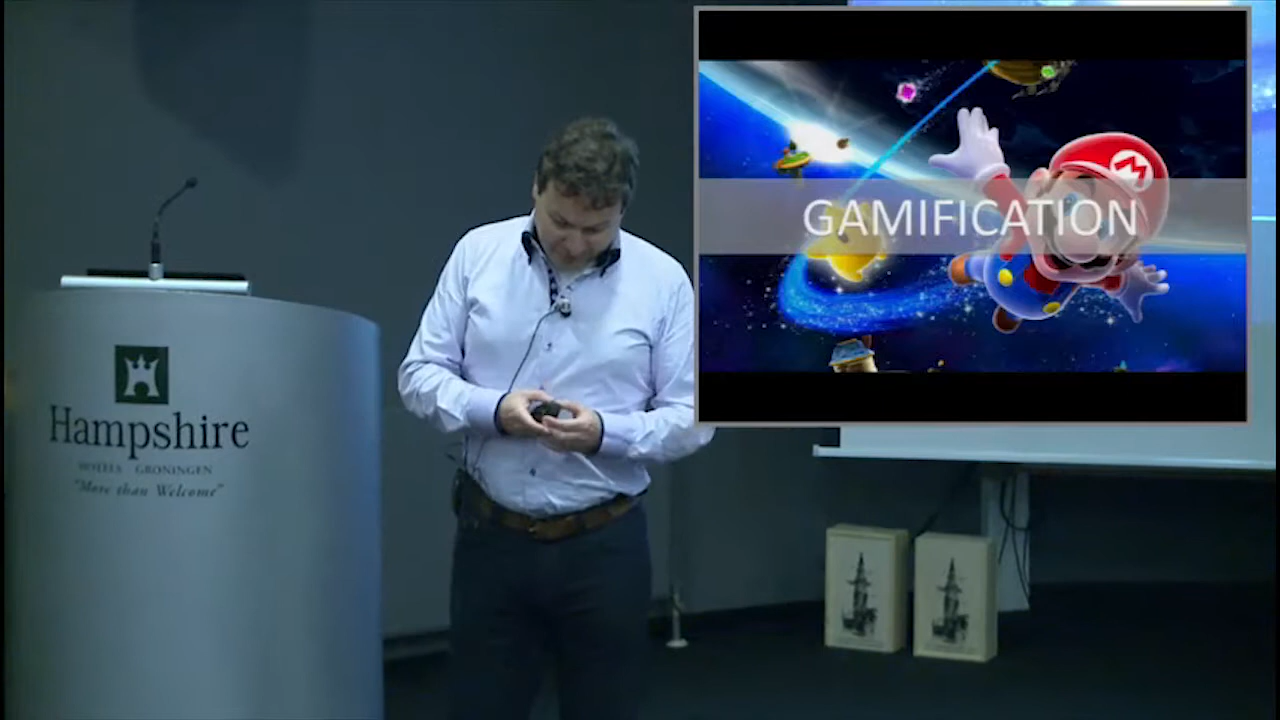 GAMIFICATION
M
Hampshire
HOTELS GRONINGEN
"More than Welcome"